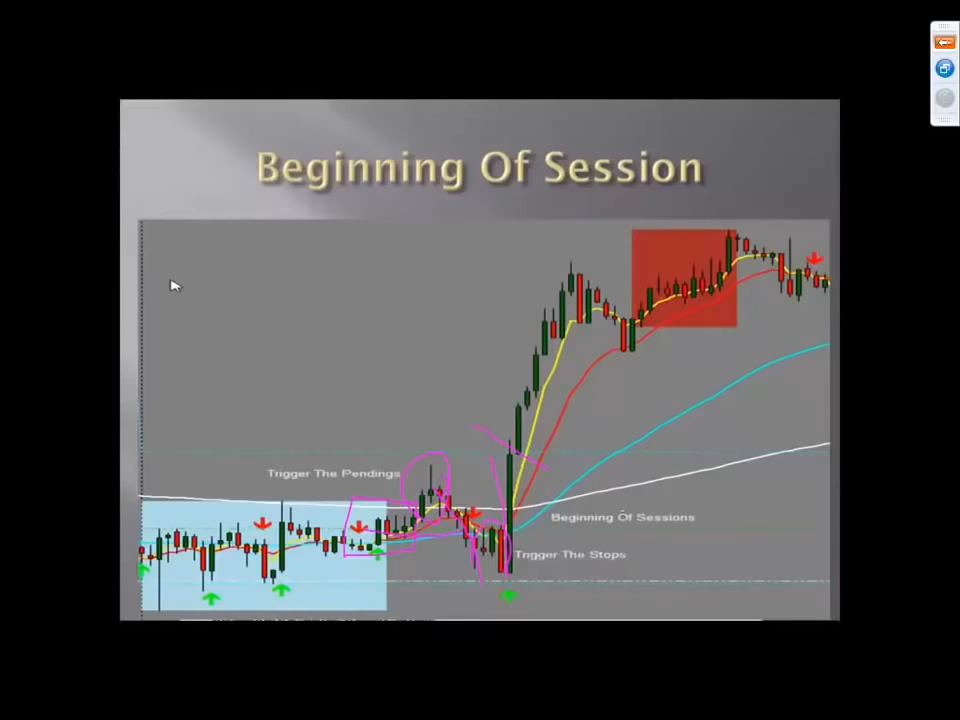 Beginning Of Session
Trigger The Pendings
Beginning Of Sessions
Trigger The Stops